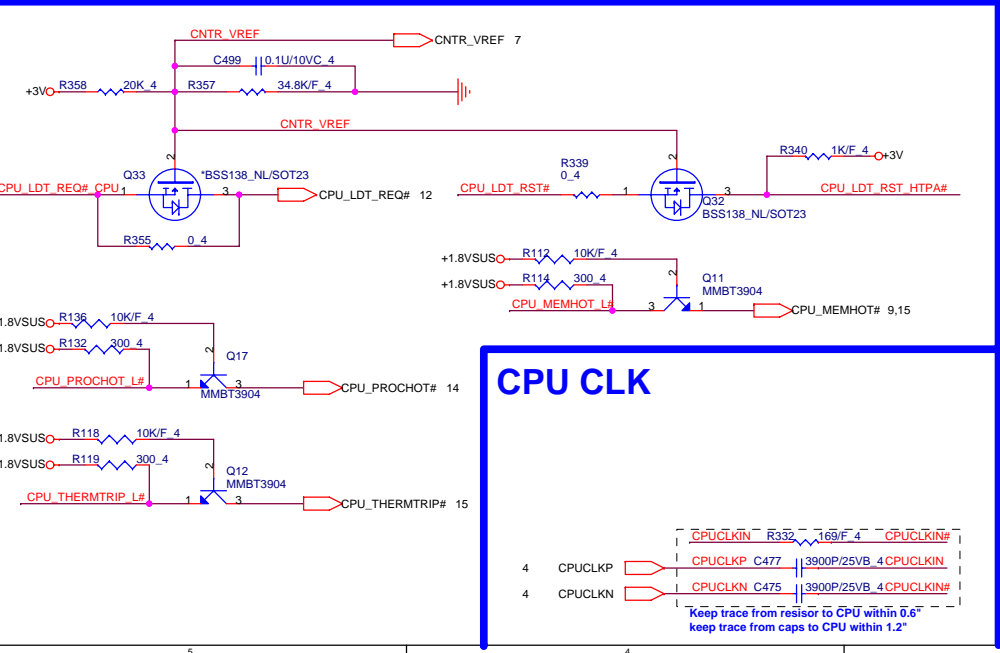 CNTR_VREF
CNTR_VREF 7
C499 0.1U/10VC_4
+3V R358 20K_4 R357 34.8K/F_4
CNTR_VREF
2
Q33 *BSS138_NL/SOT23
CPU_LDT_REQ#_CPU 1 3 CPU_LDT_REQ# 12
R355 0_4
R340 1K/F_4 +3V
R339
0_4
2
CPU_LDT_RST# 1 3 CPU_LDT_RST_HTPA#
Q32
BSS138_NL/SOT23
+1.8VSUS R112 10K/F_4
+1.8VSUS R114 300_4
2
Q11
MMBT3904
CPU_MEMHOT_L# 3 1 CPU_MEMHOT# 9,15
1.8VSUS R136 10K/F_4
1.8VSUS R132 300_4
2
Q17
CPU_PROCHOT_L# 1 3 CPU_PROCHOT# 14
MMBT3904
1.8VSUS R118 10K/F_4
1.8VSUS R119 300_4
2
Q12
MMBT3904
CPU_THERMTRIP_L# 1 3 CPU_THERMTRIP# 15
CPU CLK
CPUCLKIN R332 169/F_4 CPUCLKIN#
4 CPUCLKP CPUCLKP C477 3900P/25VB_4 CPUCLKIN
4 CPUCLKN CPUCLKN C475 3900P/25VB_4 CPUCLKIN#
Keep trace from resisor to CPU within 0.6"
keep trace from caps to CPU within 1.2"
5 4